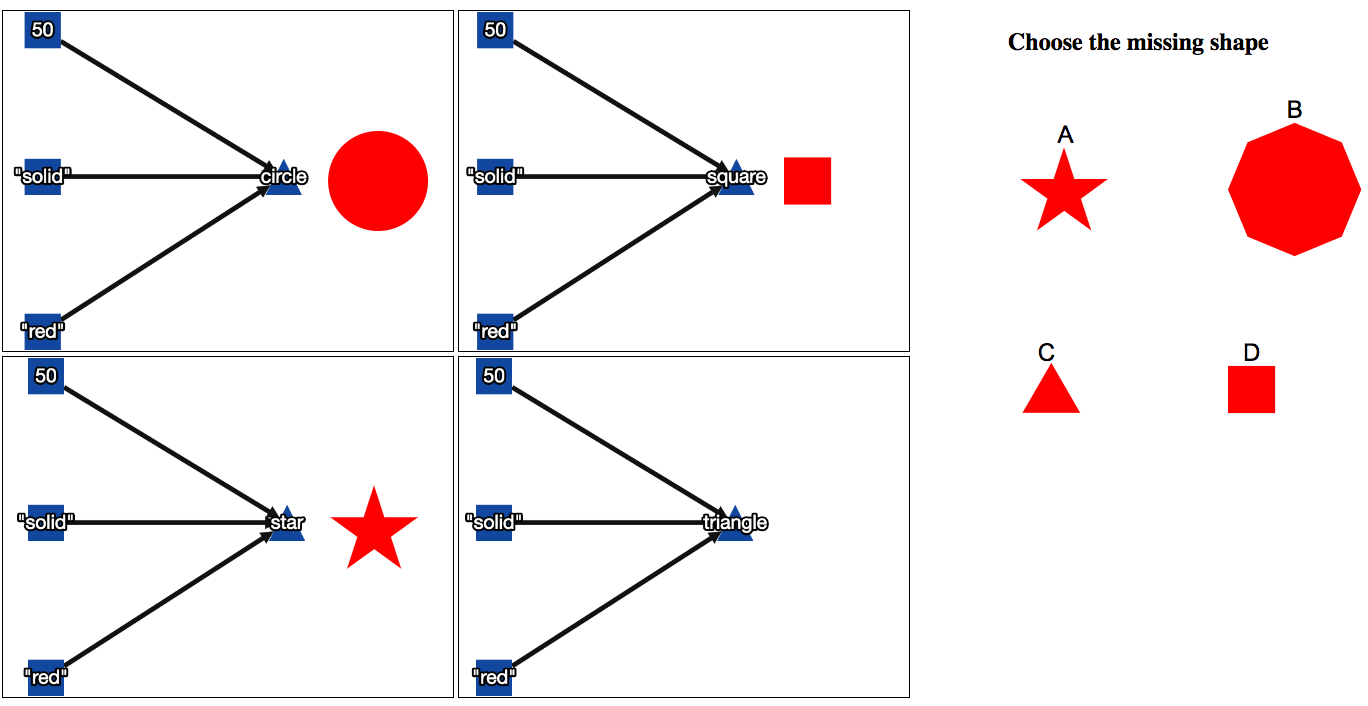 50
"solid"
circle
"red"
50
"solid"
square
"red"
50
"solid"
star
"red"
50
"solid"
triangle
"red"
Choose the missing shape
A
B
C
D